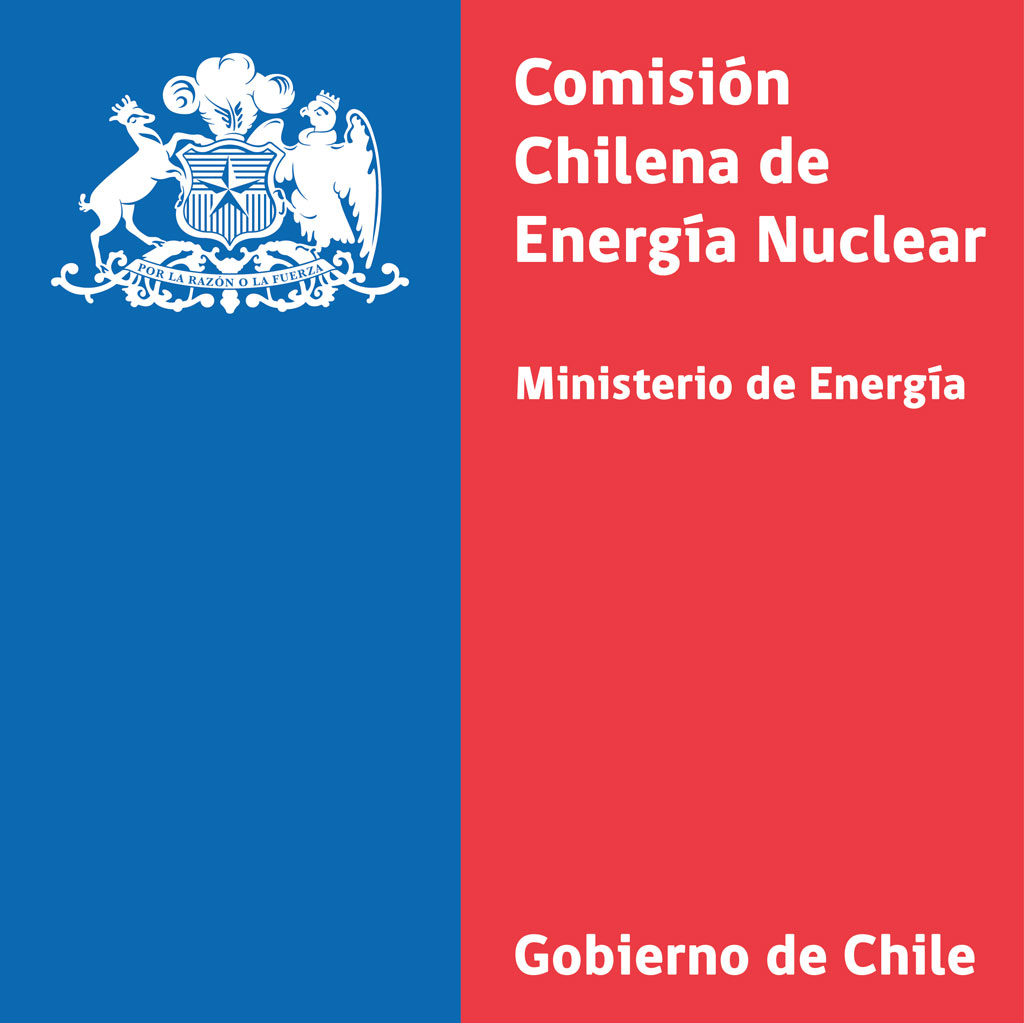 POR LA RAZÓN O LA FUERZA
Comisión
Chilena de
Energía Nuclear
Ministerio de Energía
Gobierno de Chile